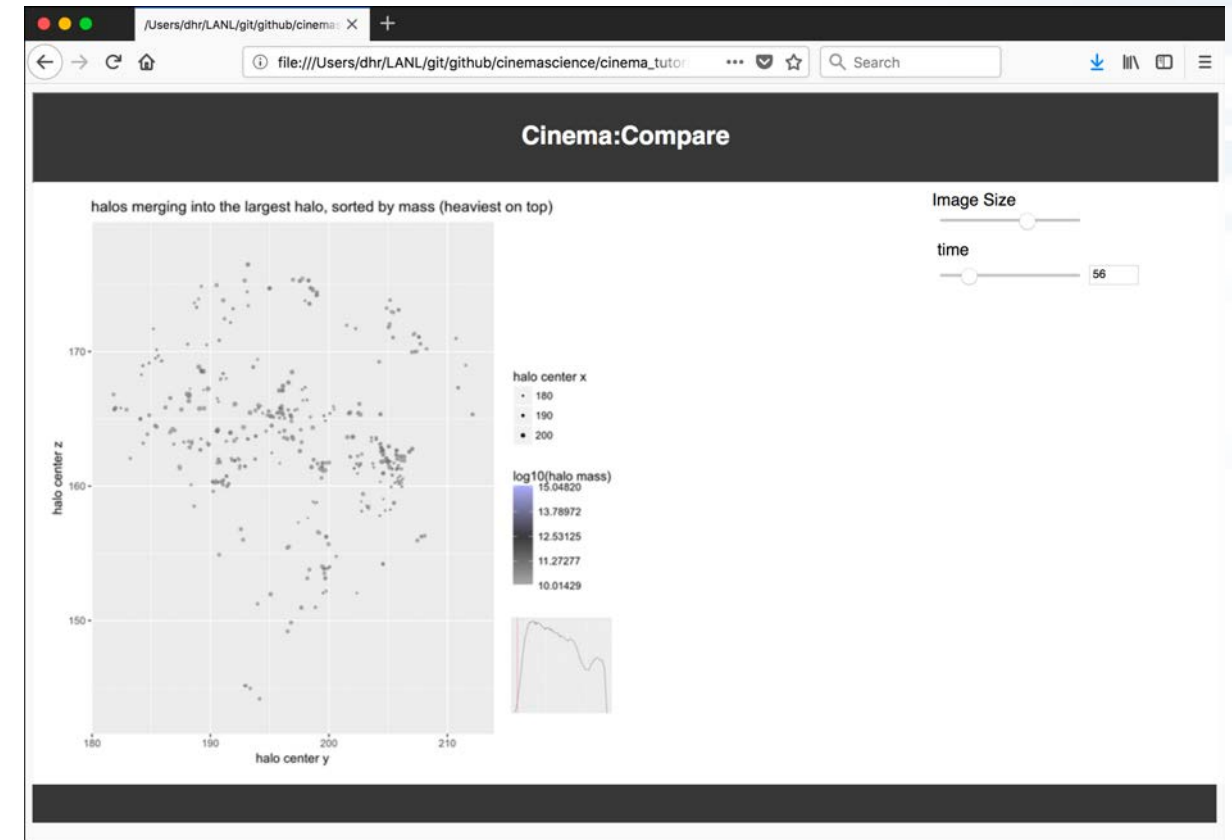 /Users/dhr/LANL/git/github/cinema
file:///Users/dhr/LANL/git/github/cinemascience/cinema_tutor
Search
Cinema:Compare
halos merging into the largest halo, sorted by mass (heaviest on top)
Image Size
time
56
170
160
150
halo center z
180
190
200
210
halo center y
halo center x
180
190
200
log10(halo mass)
15.04820
13.78972
12.53125
11.27277
10.01429